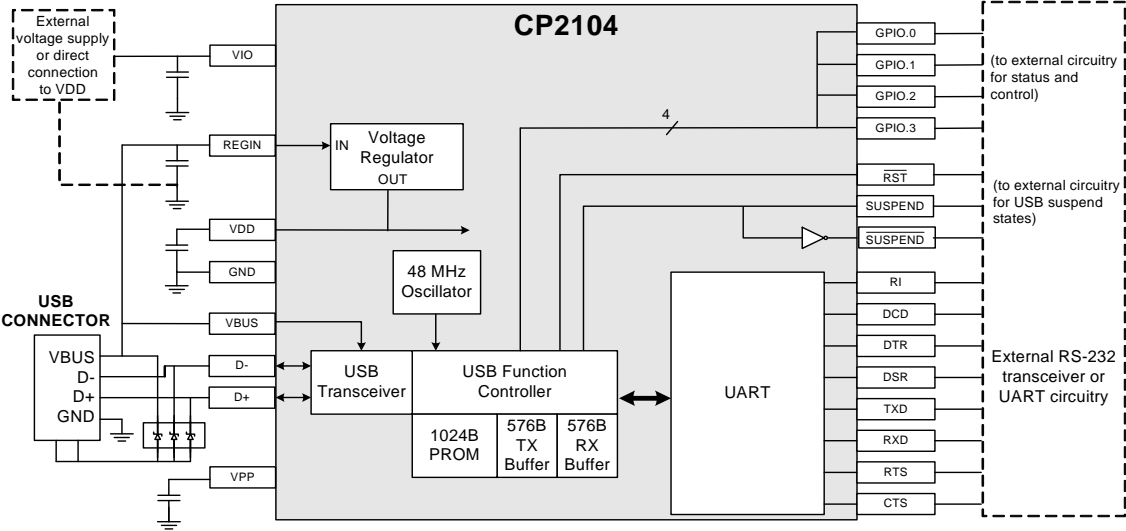 CP2104
External
voltage supply
or direct
connection
to VDD
VIO
REGIN
VDD
GND
VBUS
D-
D+
VPP
USB
CONNECTOR
VBUS
D-
D+
GND
IN
Voltage
Regulator
OUT
48 MHz
Oscillator
USB
Transceiver
USB Function
Controller
1024B
PROM
576B
TX
Buffer
576B
RX
Buffer
UART
4
GPIO.0
GPIO.1
GPIO.2
GPIO.3
RST
SUSPEND
SUSPEND
RI
DCD
DTR
DSR
TXD
RXD
RTS
CTS
(to external circuitry
for status and
control)
(to external circuitry
for USB suspend
states)
External RS-232
transceiver or
UART circuitry